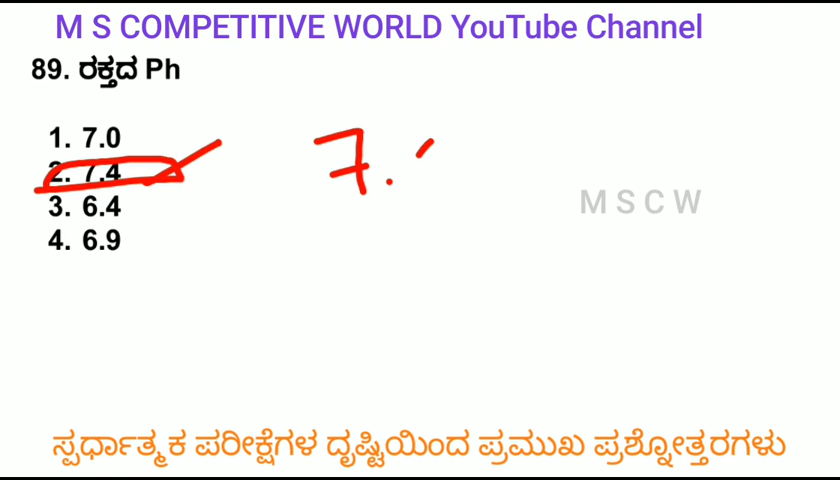 M S COMPETITIVE WORLD YouTube Channel
89. ರಕ್ತದ Ph
1. 7.0
2. 7.4
3. 6.4
4. 6.9
7.
M S C W
ಸ್ಪರ್ಧಾತ್ಮಕ ಪರೀಕ್ಷೆಗಳ ದೃಷ್ಟಿಯಿಂದ ಪ್ರಮುಖ ಪ್ರಶ್ನೋತ್ತರಗಳು